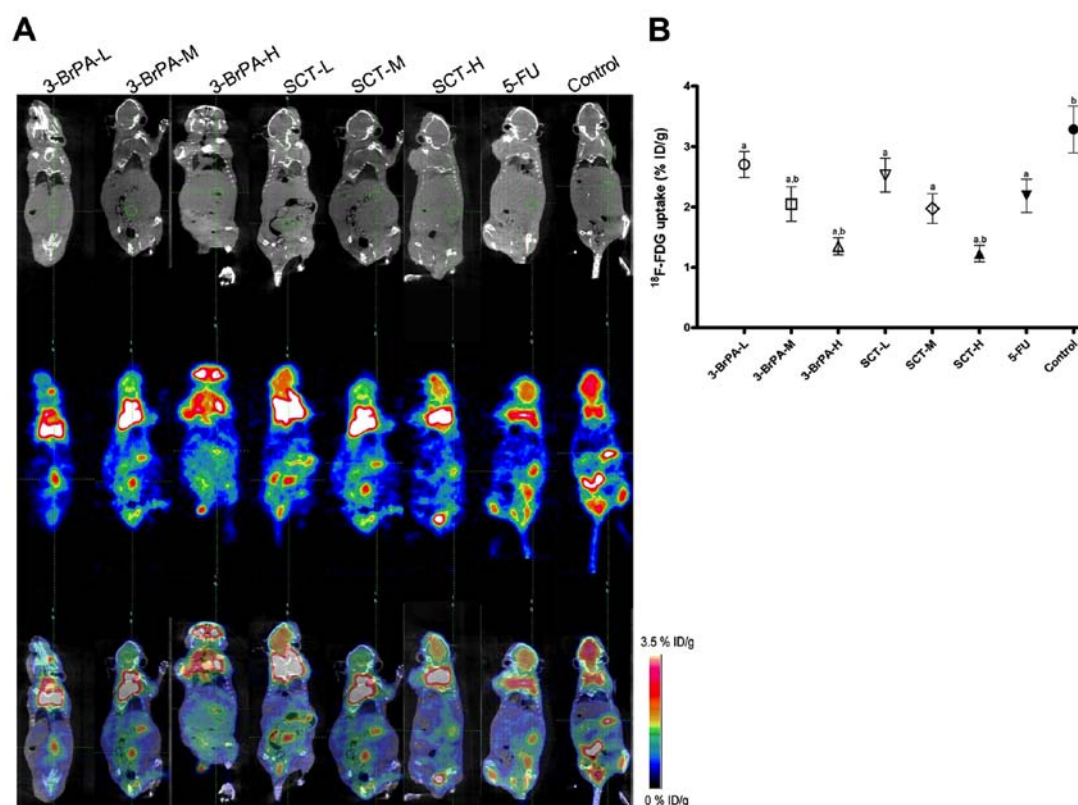 A
3-BrPA-L
3-BrPA-M
3-BrPA-H
SCT-L
SCT-M
SCT-H
5-FU
Control
3.5 % ID/g
0 % ID/g
B
18F-FDG uptake (% ID/g)
4
3
2
1
0
a
a,b
a,b
a
a
a,b
a
b
3-BrPA-L
3-BrPA-M
3-BrPA-H
SCT-L
SCT-M
SCT-H
5-FU
Control